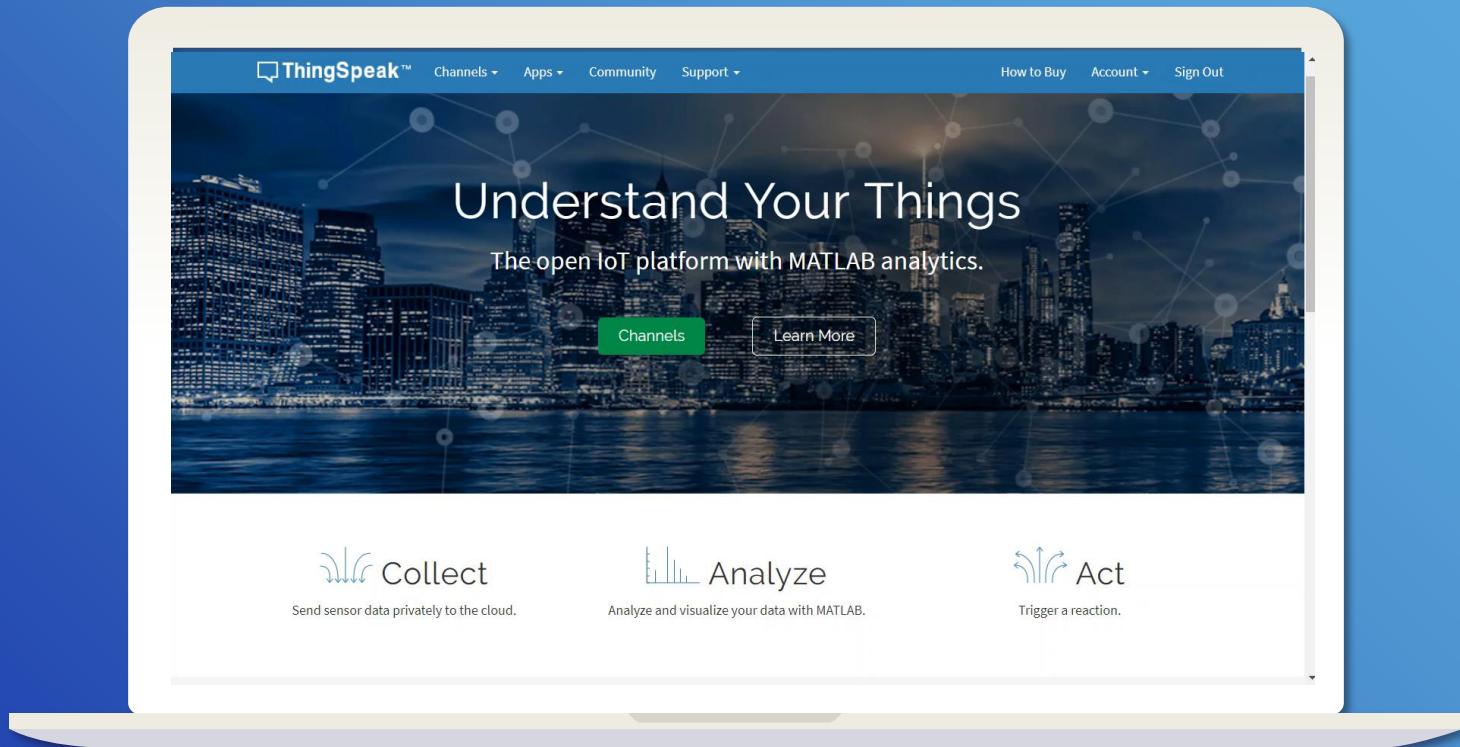 ThingSpeak™ Channels Apps Community Support How to Buy Account Sign Out
Understand Your Things
The open IoT platform with MATLAB analytics.
Channels Learn More
Collect Analyze Act
Send sensor data privately to the cloud. Analyze and visualize your data with MATLAB. Trigger a reaction.